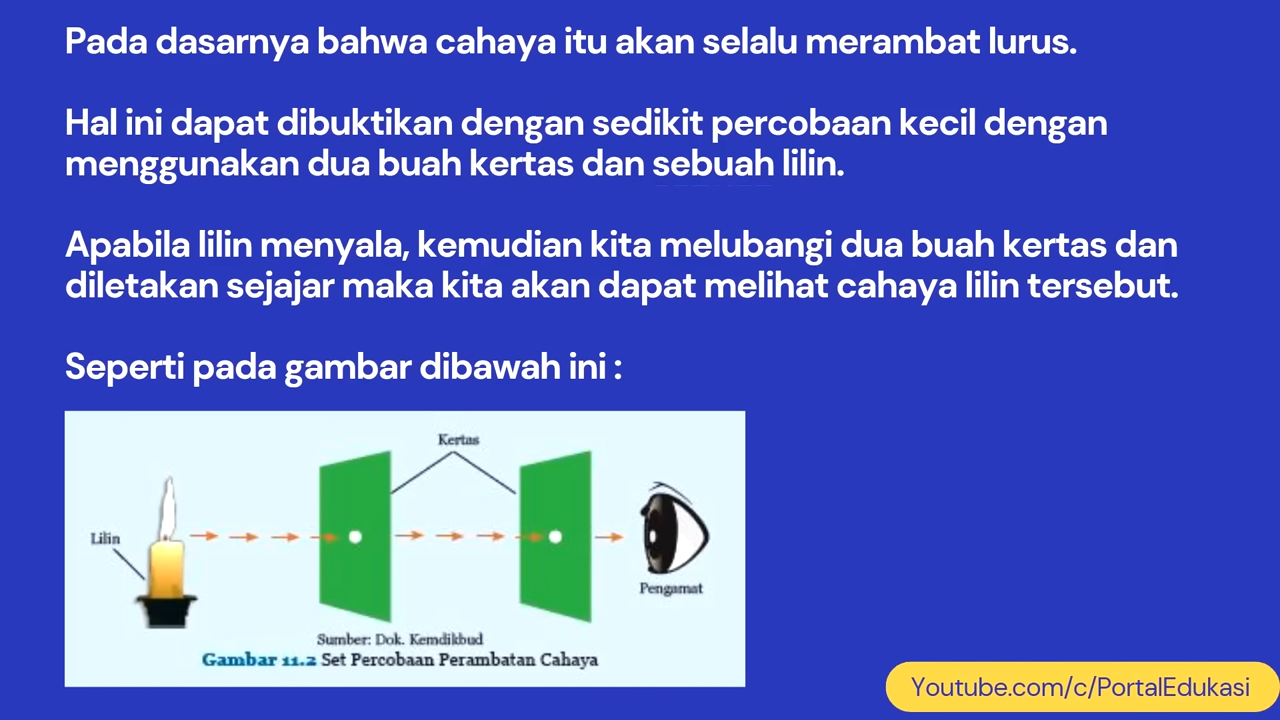 Pada dasarnya bahwa cahaya itu akan selalu merambat lurus.
Hal ini dapat dibuktikan dengan sedikit percobaan kecil dengan
menggunakan dua buah kertas dan sebuah lilin.
Apabila lilin menyala, kemudian kita melubangi dua buah kertas dan
diletakan sejajar maka kita akan dapat melihat cahaya lilin tersebut.
Seperti pada gambar dibawah ini :
Kertas
Lilin
Pengamat
Sumber: Dok. Kemdikbud
Gambar 11.2 Set Percobaan Perambatan Cahaya
Youtube.com/c/PortalEdukasi